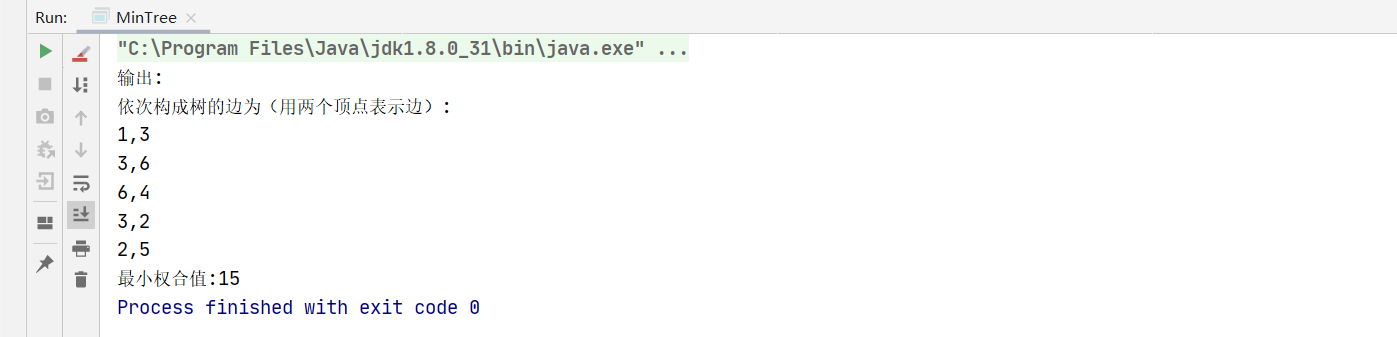 Run: MinTree
"C:\Program Files\Java\jdk1.8.0_31\bin\java.exe" ...
输出:
依次构成树的边为（用两个顶点表示边）:
1,3
3,6
6,4
3,2
2,5
最小权合值:15
Process finished with exit code 0